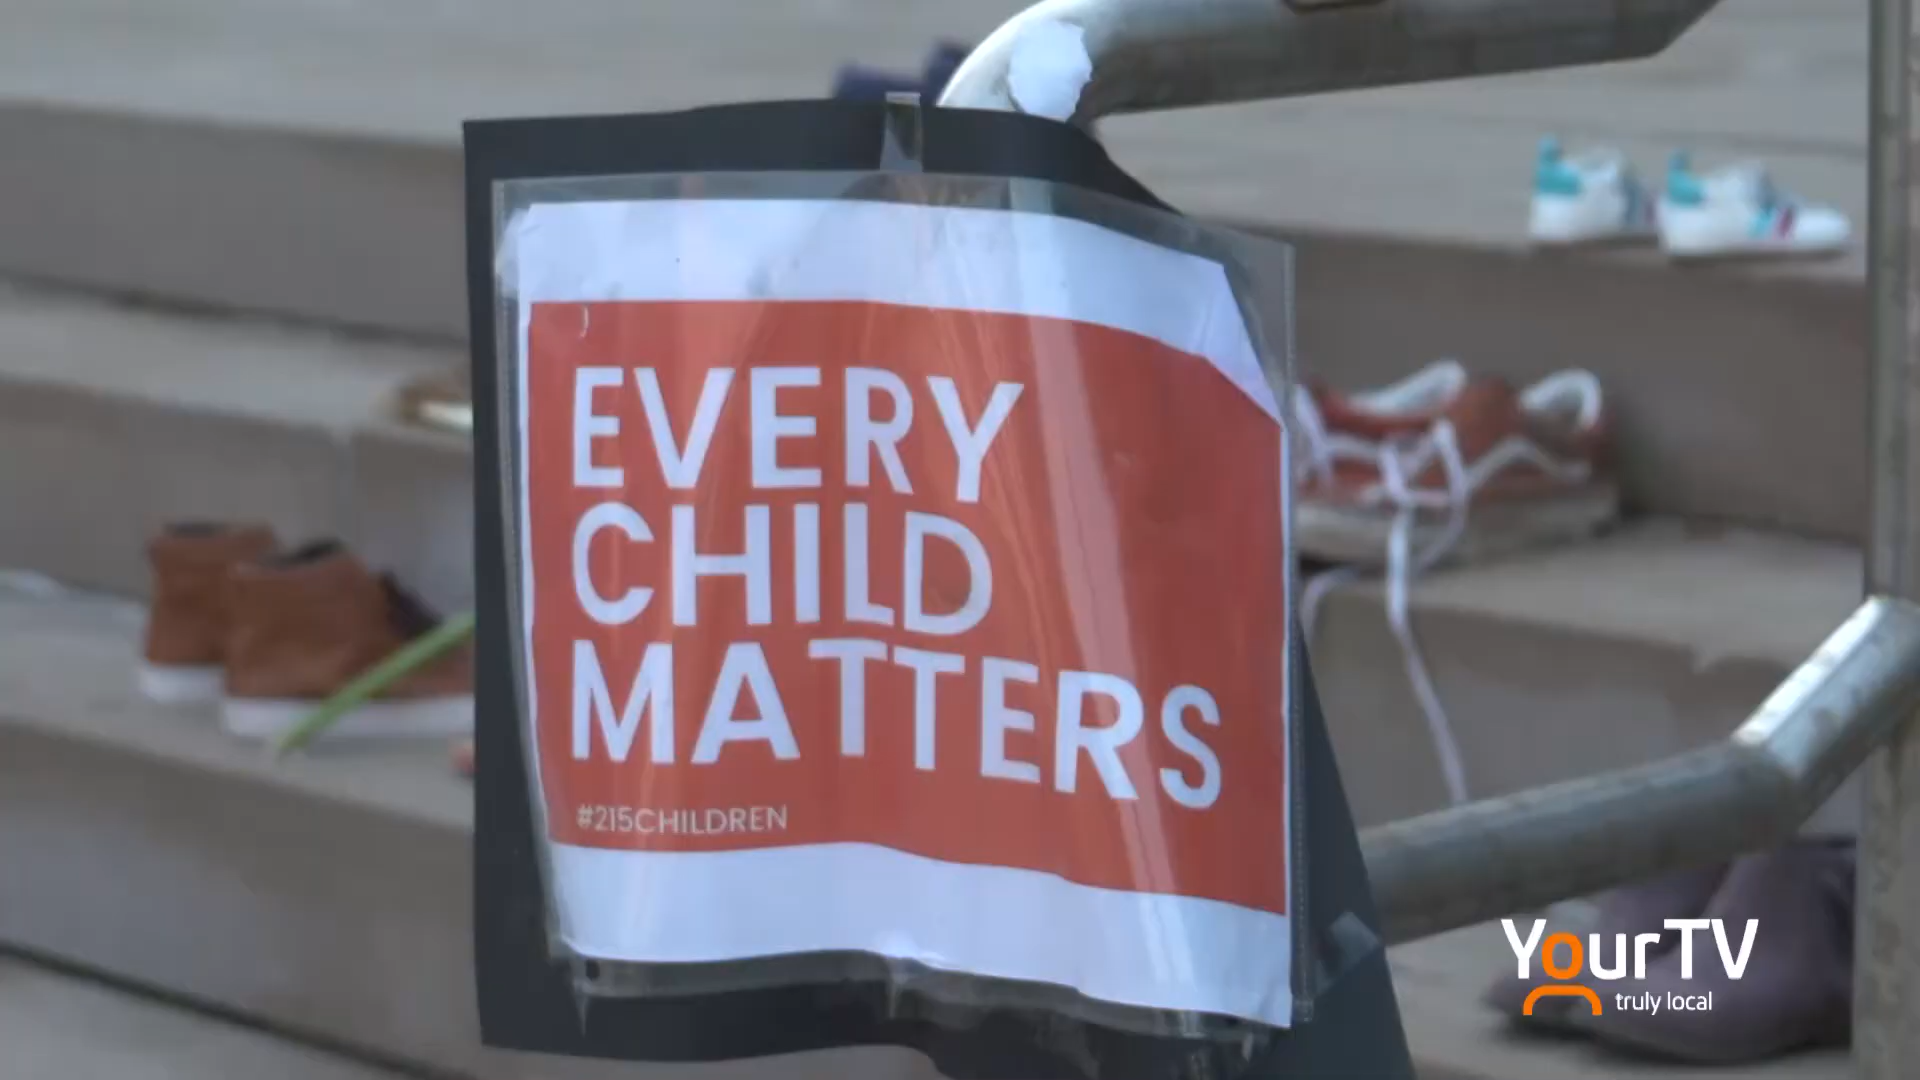 EVERY
CHILD
MATTERS
#215CHILDREN
YourTV
truly local